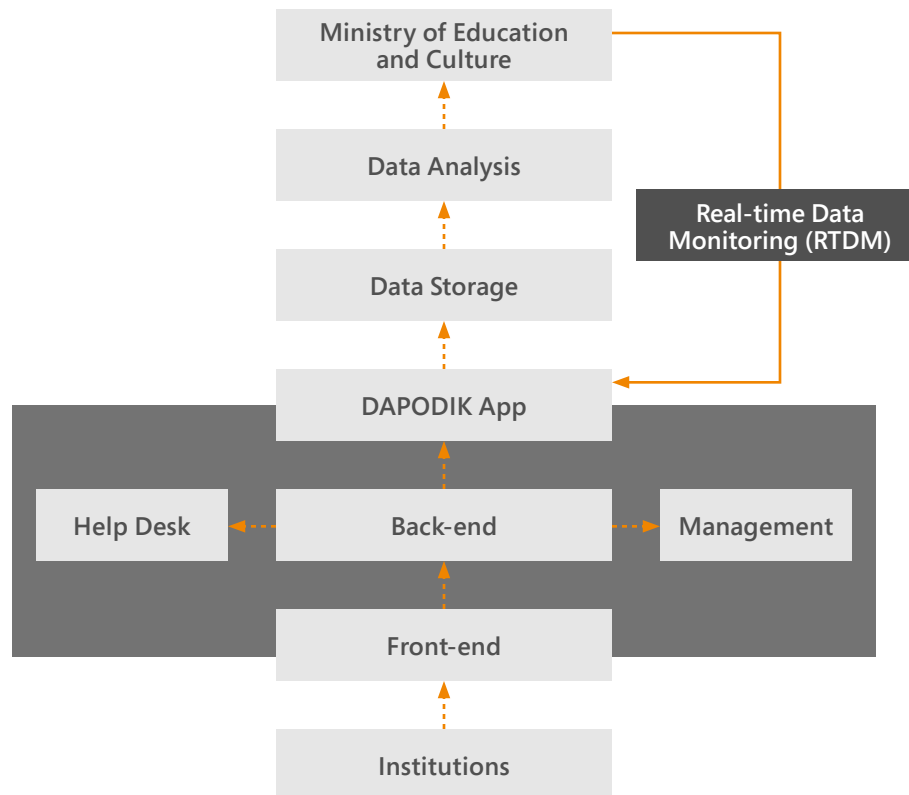 Ministry of Education
and Culture
Data Analysis
Real-time Data
Monitoring (RTDM)
Data Storage
DAPODIK App
Help Desk
Back-end
Management
Front-end
Institutions